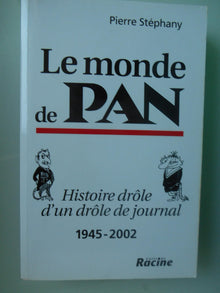 Pierre Stéphany
Le monde
de PAN
Histoire drôle
d'un drôle de journal
1945-2002
Racine